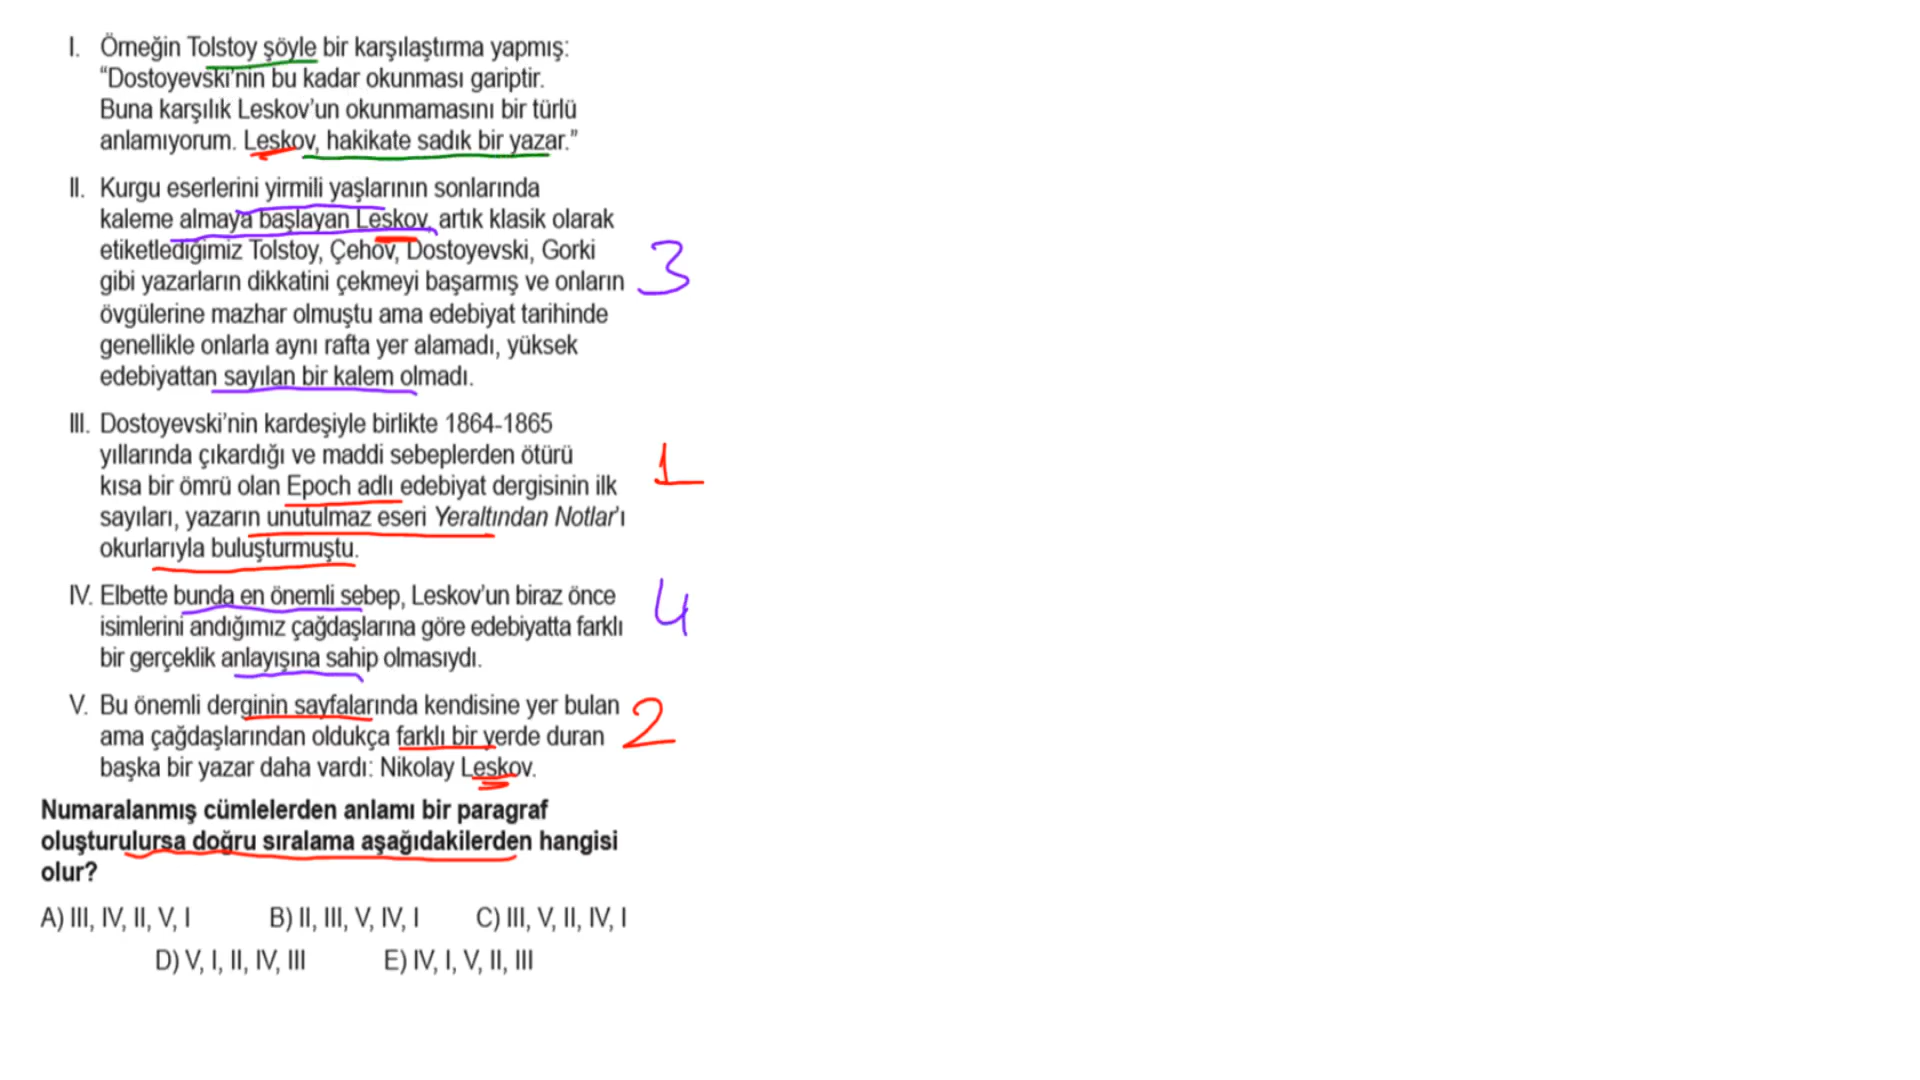 I. Örneğin Tolstoy şöyle bir karşılaştırma yapmış:
“Dostoyevski’nin bu kadar okunması gariptir.
Buna karşılık Leskov’un okunmamasını bir türlü
anlamıyorum. Leskov, hakikate sadık bir yazar.”
II. Kurgu eserlerini yirmili yaşlarının sonlarında
kaleme almaya başlayan Leskov, artık klasik olarak
etiketlediğimiz Tolstoy, Çehov, Dostoyevski, Gorki
gibi yazarların dikkatini çekmeyi başarmış ve onların
övgülerine mazhar olmuştu ama edebiyat tarihinde
genellikle onlarla aynı rafta yer alamadı, yüksek
edebiyattan sayılan bir kalem olmadı.
3
III. Dostoyevski’nin kardeşiyle birlikte 1864-1865
yıllarında çıkardığı ve maddi sebeplerden ötürü
kısa bir ömrü olan Epoch adlı edebiyat dergisinin ilk
sayıları, yazarın unutulmaz eseri Yeraltından Notlar’ı
okurlarıyla buluşturmuştu.
1
IV. Elbette bunda en önemli sebep, Leskov’un biraz önce
isimlerini andığımız çağdaşlarına göre edebiyatta farklı
bir gerçeklik anlayışına sahip olmasıydı.
4
V. Bu önemli derginin sayfalarında kendisine yer bulan
ama çağdaşlarından oldukça farklı bir yerde duran
başka bir yazar daha vardı: Nikolay Leskov.
2
Numaralanmış cümlelerden anlamı bir paragraf
oluşturulursa doğru sıralama aşağıdakilerden hangisi
olur?
A) III, IV, II, V, I B) II, III, V, IV, I C) III, V, II, IV, I
D) V, I, II, IV, III E) IV, I, V, II, III